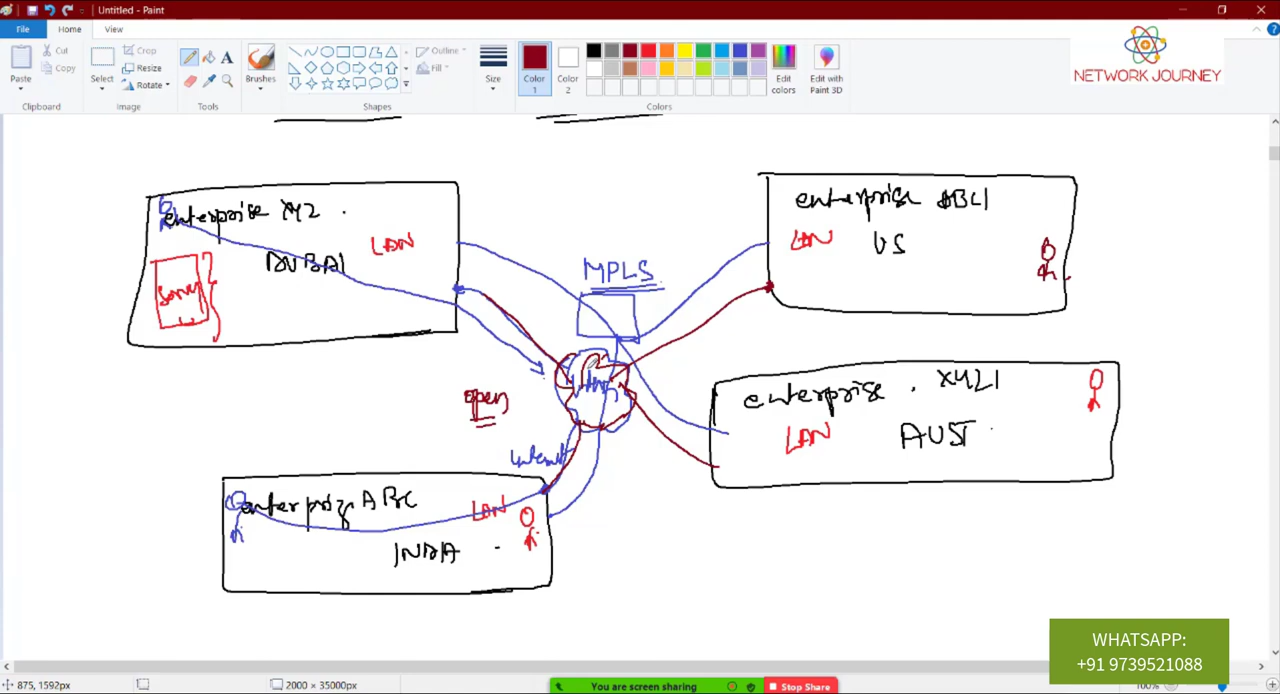 Untitled - Paint
File
Home
View
Paste
Cut
Copy
Clipboard
Select
Crop
Resize
Rotate
Image
Tools
Brushes
Shapes
Outline
Fill
Size
Color 1
Color 2
Edit colors
Edit with Paint 3D
Colors
NETWORK JOURNEY
enterprise XYZ
DUBAI
LAN
Server
MPLS
enterprise ABC1
LAN
US
open
Internet
enterprise XYZ1
LAN
AUST
enterprize ABC
LAN
INDIA
WHATSAPP:
+91 9739521088
875, 1592px
2000 × 35000px
You are screen sharing
Stop Share
100%